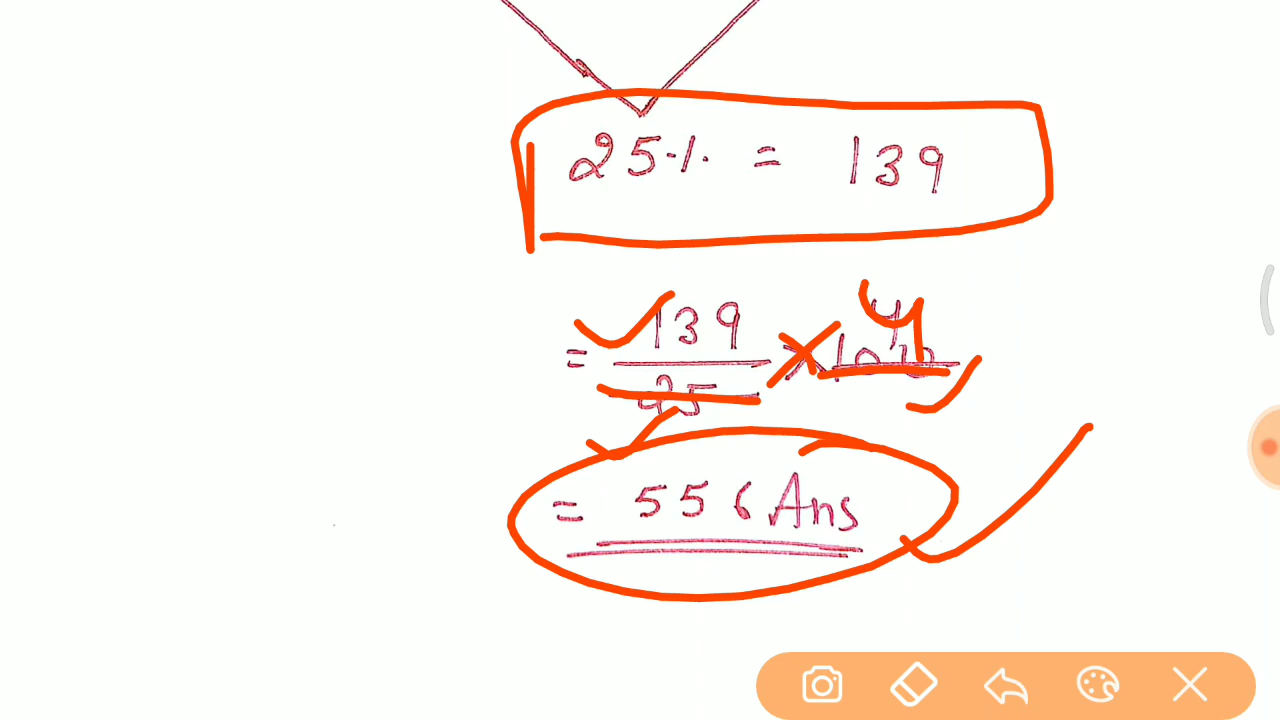 25% = 139
= 139/25 × 100 4
= 556 Ans